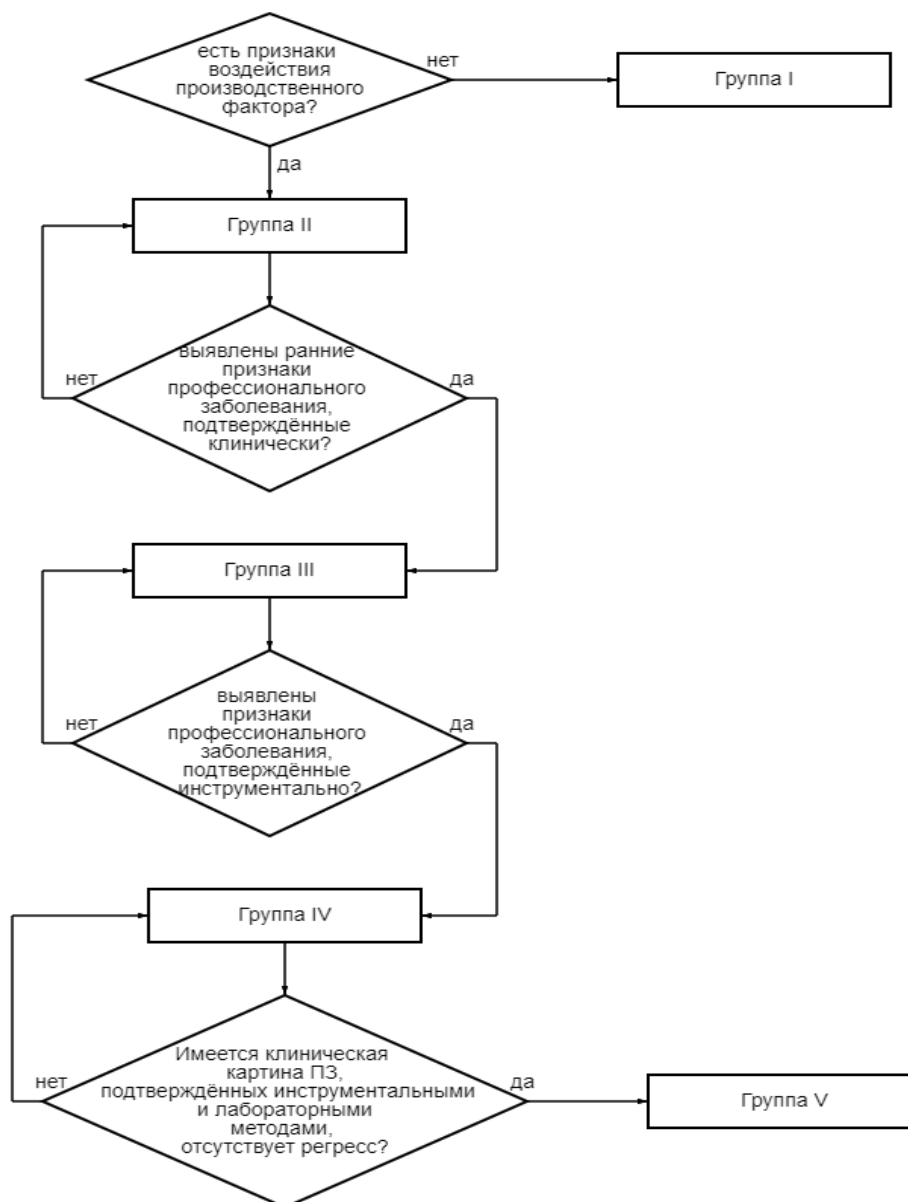 есть признаки
воздействия
производственного
фактора?
нет
Группа I
да
Группа II
выявлены ранние
признаки
профессионального
заболевания,
подтверждённые
клинически?
нет
да
Группа III
выявлены
признаки
профессионального
заболевания,
подтверждённые
инструментально?
нет
да
Группа IV
Имеется клиническая
картина ПЗ,
подтверждённых инструментальными
и лабораторными
методами,
отсутствует регресс?
нет
да
Группа V